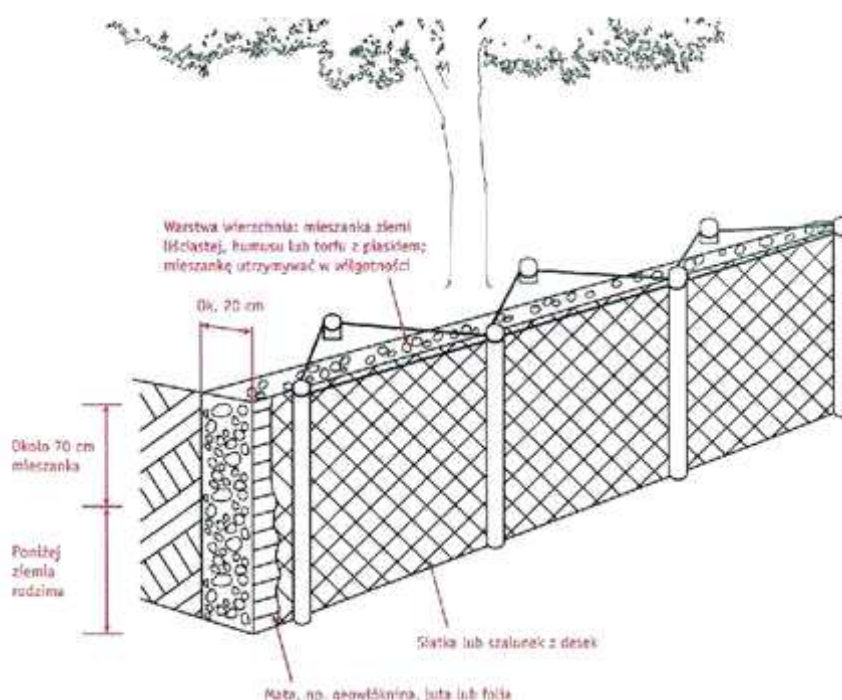 Warstwa wierzchnia: mieszanka ziemi
liściastej, humusu lub torfu z piaskiem;
mieszankę utrzymywać w wilgotności
Ok. 20 cm
Około 70 cm
mieszanka
Poniżej
ziemia
rodzima
Siatka lub szalunek z desek
Mata, np. geowłóknina, juta lub folia